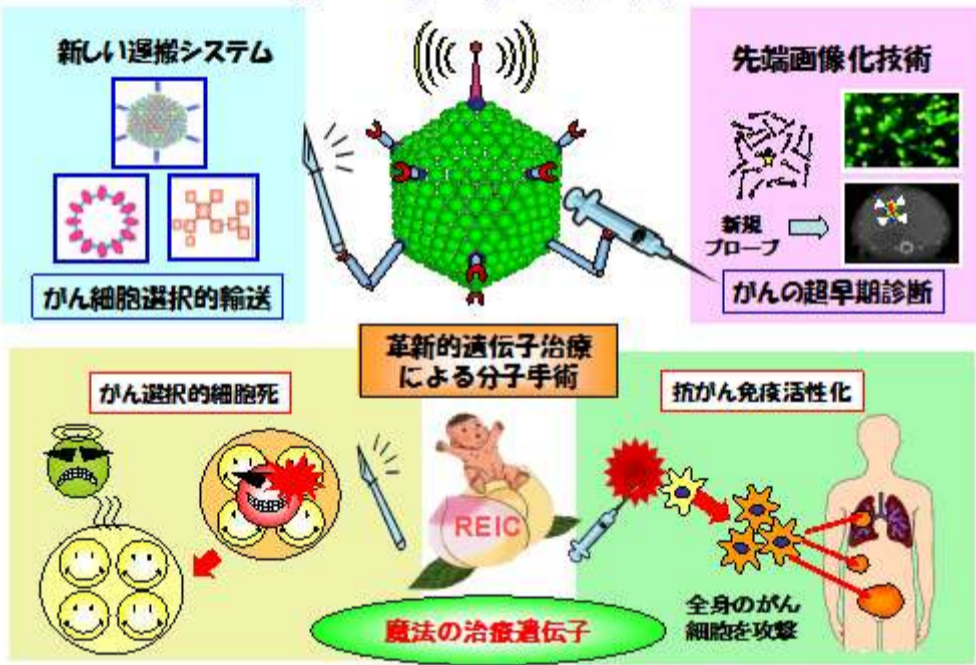 新しい運搬システム
がん細胞選択的輸送
先端画像化技術
新規
プローブ
がんの超早期診断
革新的遺伝子治療
による分子手術
がん選択的細胞死
抗がん免疫活性化
REIC
全身のがん
細胞を攻撃
魔法の治療遺伝子